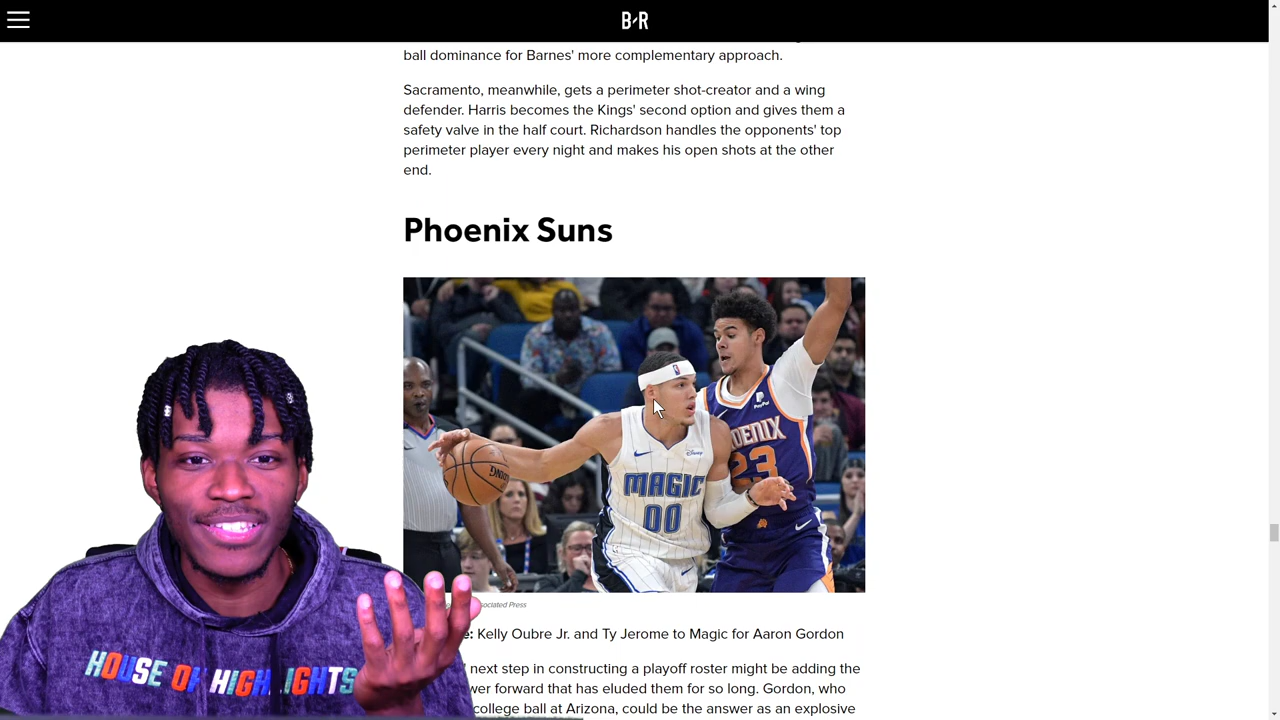 B/R
ball dominance for Barnes' more complementary approach.
Sacramento, meanwhile, gets a perimeter shot-creator and a wing
defender. Harris becomes the Kings' second option and gives them a
safety valve in the half court. Richardson handles the opponents' top
perimeter player every night and makes his open shots at the other
end.
Phoenix Suns
PayPal
PHOENIX
23
Disney
MAGIC
00
sociated Press
e: Kelly Oubre Jr. and Ty Jerome to Magic for Aaron Gordon
next step in constructing a playoff roster might be adding the
wer forward that has eluded them for so long. Gordon, who
college ball at Arizona, could be the answer as an explosive
HOUSE OF HIGHLIGHTS